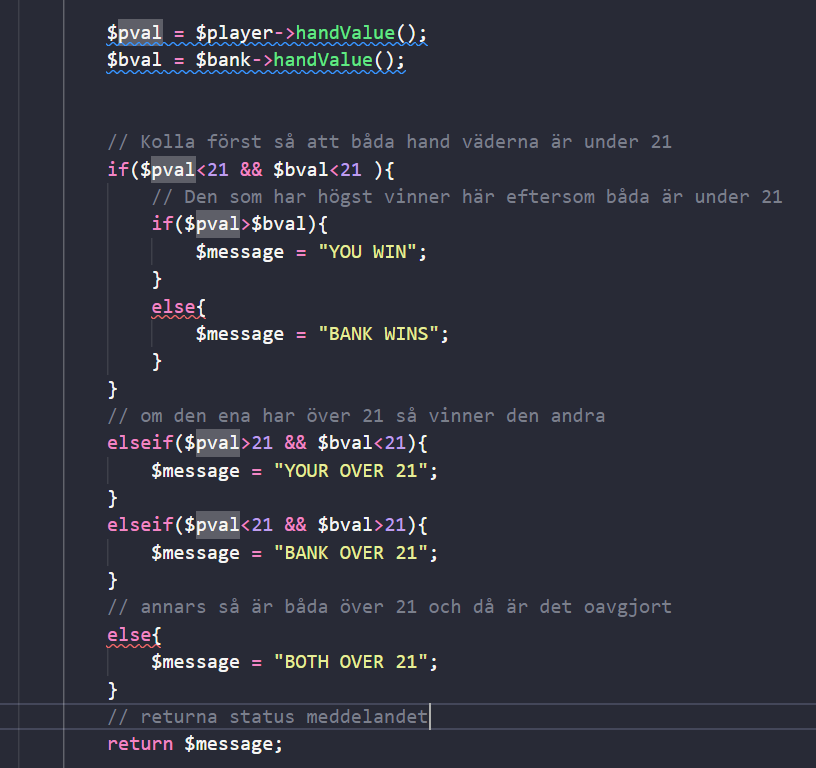 $pval = $player->handValue();
$bval = $bank->handValue();
// Kolla först så att båda hand väderna är under 21
if($pval<21 && $bval<21 ){
// Den som har högst vinner här eftersom båda är under 21
if($pval>$bval){
$message = "YOU WIN";
}
else{
$message = "BANK WINS";
}
}
// om den ena har över 21 så vinner den andra
elseif($pval>21 && $bval<21){
$message = "YOUR OVER 21";
}
elseif($pval<21 && $bval>21){
$message = "BANK OVER 21";
}
// annars så är båda över 21 och då är det oavgjort
else{
$message = "BOTH OVER 21";
}
// returna status meddelandet
return $message;